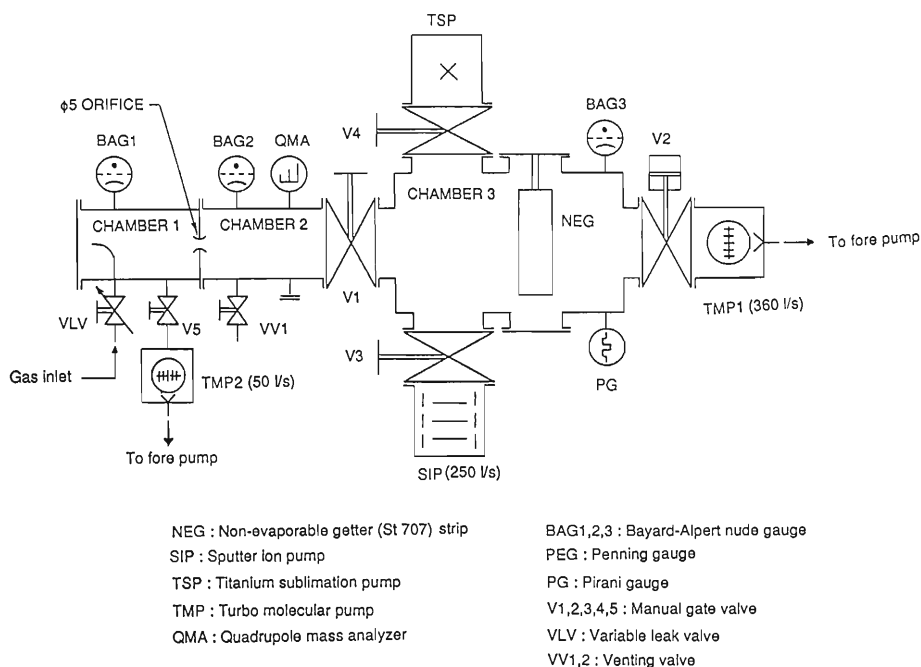 TSP
φ5 ORIFICE
BAG1
BAG2
QMA
V4
BAG3
V2
CHAMBER 1
CHAMBER 2
CHAMBER 3
NEG
To fore pump
V1
TMP1 (360 l/s)
VLV
V5
VV1
V3
PG
Gas inlet
TMP2 (50 l/s)
To fore pump
SIP (250 l/s)
NEG : Non-evaporable getter (St 707) strip
SIP : Sputter ion pump
TSP : Titanium sublimation pump
TMP : Turbo molecular pump
QMA : Quadrupole mass analyzer
BAG1,2,3 : Bayard-Alpert nude gauge
PEG : Penning gauge
PG : Pirani gauge
V1,2,3,4,5 : Manual gate valve
VLV : Variable leak valve
VV1,2 : Venting valve